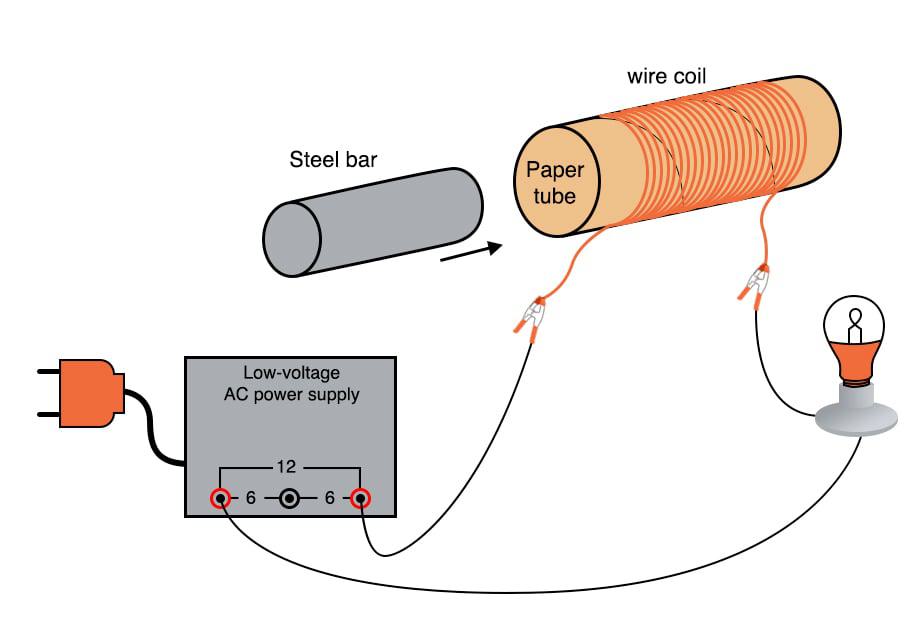 wire coil
Steel bar
Paper
tube
Low-voltage
AC power supply
12
6
6